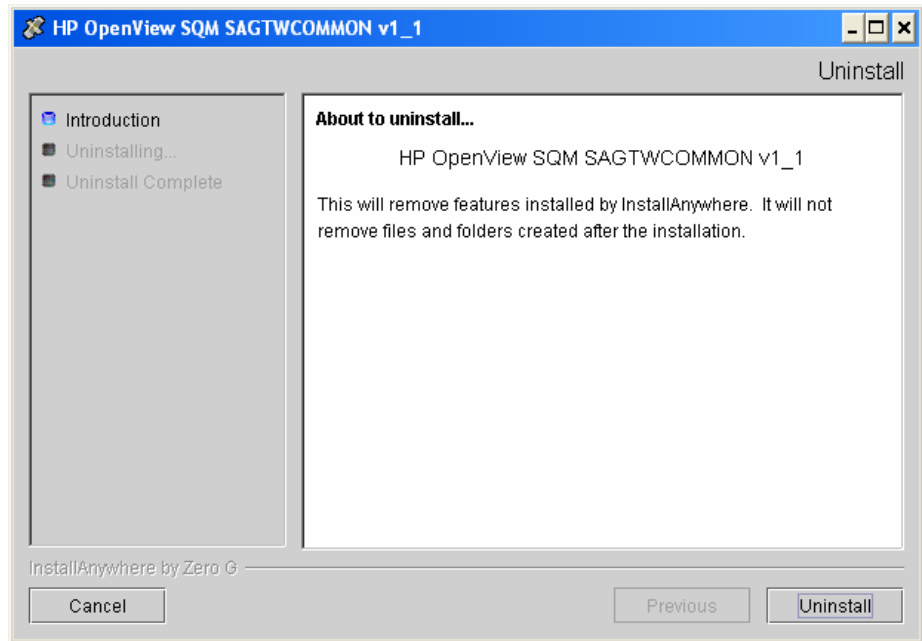 HP OpenView SQM SAGTWCOMMON v1_1
Uninstall
Introduction
Uninstalling...
Uninstall Complete
About to uninstall...
HP OpenView SQM SAGTWCOMMON v1_1
This will remove features installed by InstallAnywhere. It will not
remove files and folders created after the installation.
InstallAnywhere by Zero G
Cancel
Previous
Uninstall